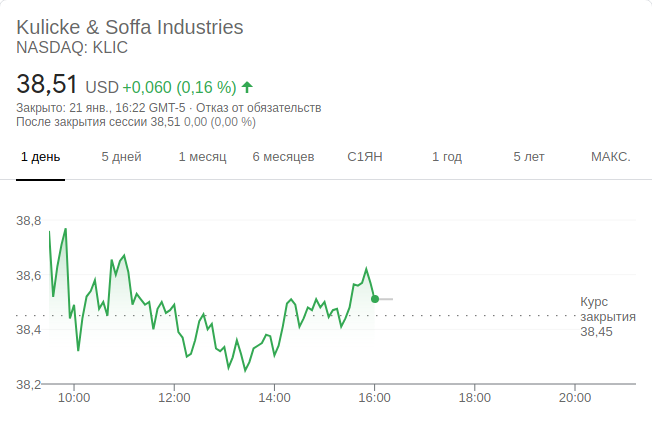 Kulicke & Soffa Industries
NASDAQ: KLIC
38,51 USD +0,060 (0,16 %)
Закрыто: 21 янв., 16:22 GMT-5 · Отказ от обязательств
После закрытия сессии 38,51 0,00 (0,00 %)
1 день 5 дней 1 месяц 6 месяцев С1ЯН 1 год 5 лет МАКС.
38,8
38,6
38,4
38,2
Курс
закрытия
38,45
10:00 12:00 14:00 16:00 18:00 20:00